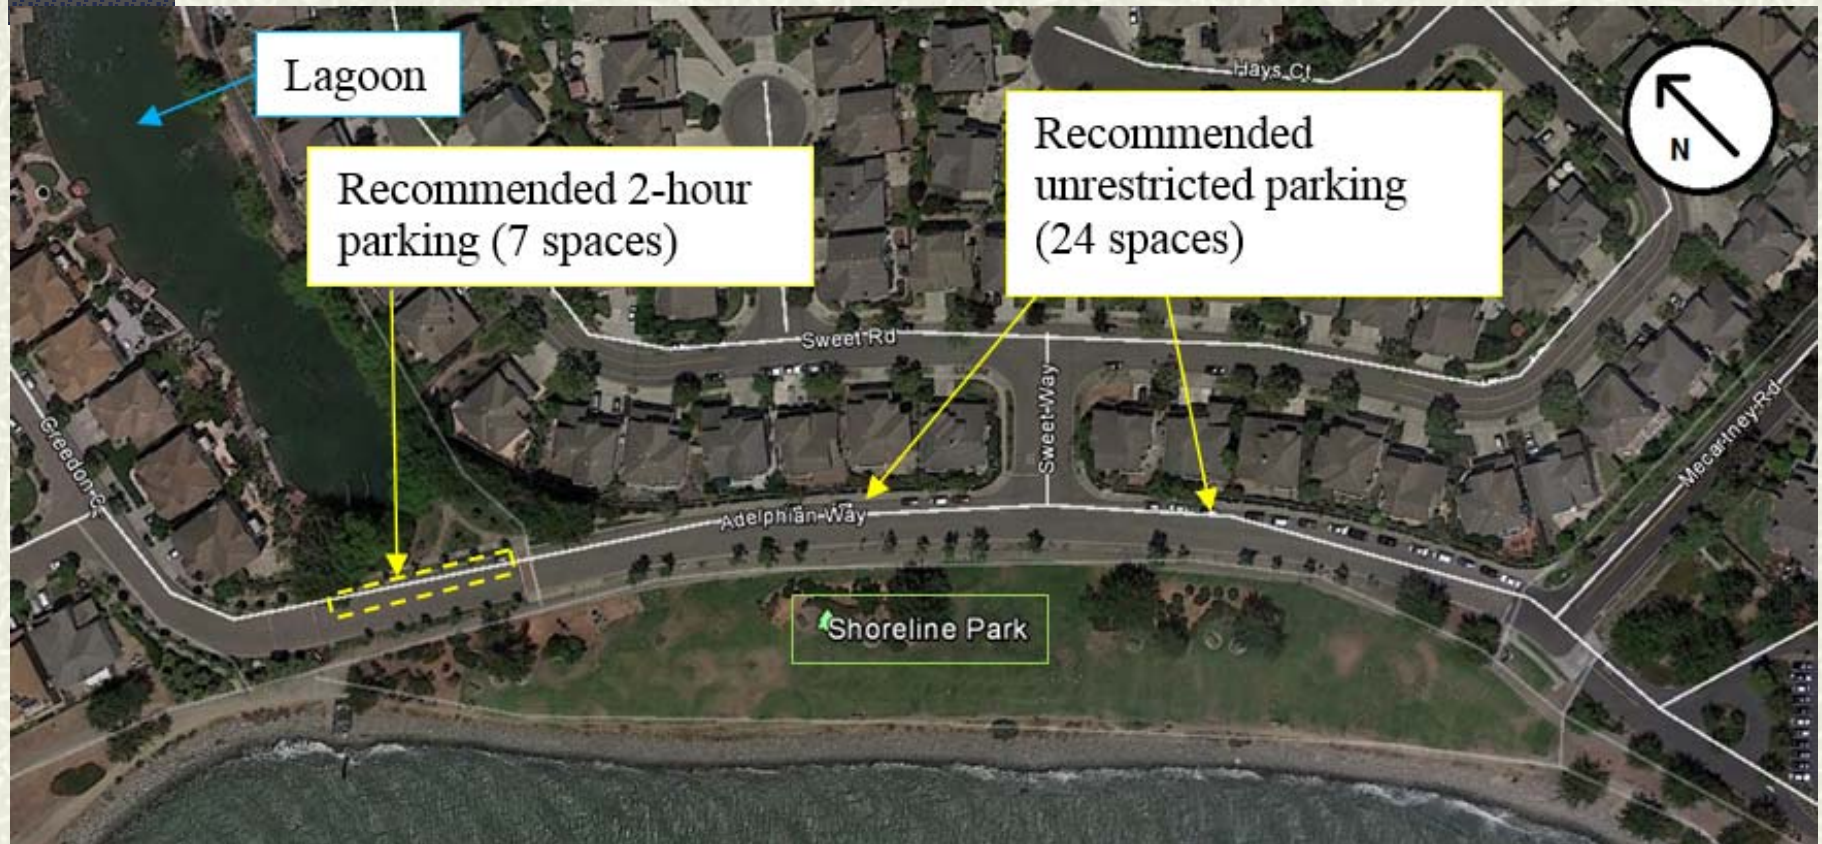 Lagoon
Hays Ct
Recommended 2-hour
parking (7 spaces)
Recommended
unrestricted parking
(24 spaces)
N
Sweet Rd
Sweet Way
Creedon Ci
Adelphian Way
Mecartney Rd
Shoreline Park